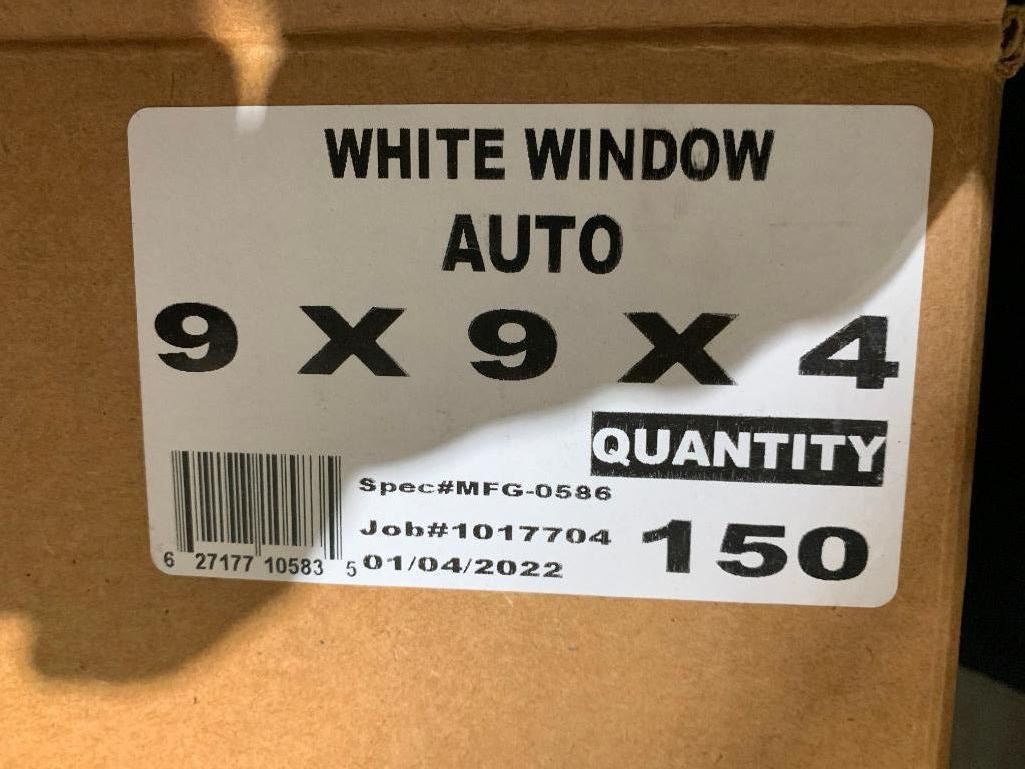 WHITE WINDOW
AUTO
9 X 9 X 4
QUANTITY
Spec#MFG-0586
Job#1017704
150
01/04/2022
6 27177 10583 5